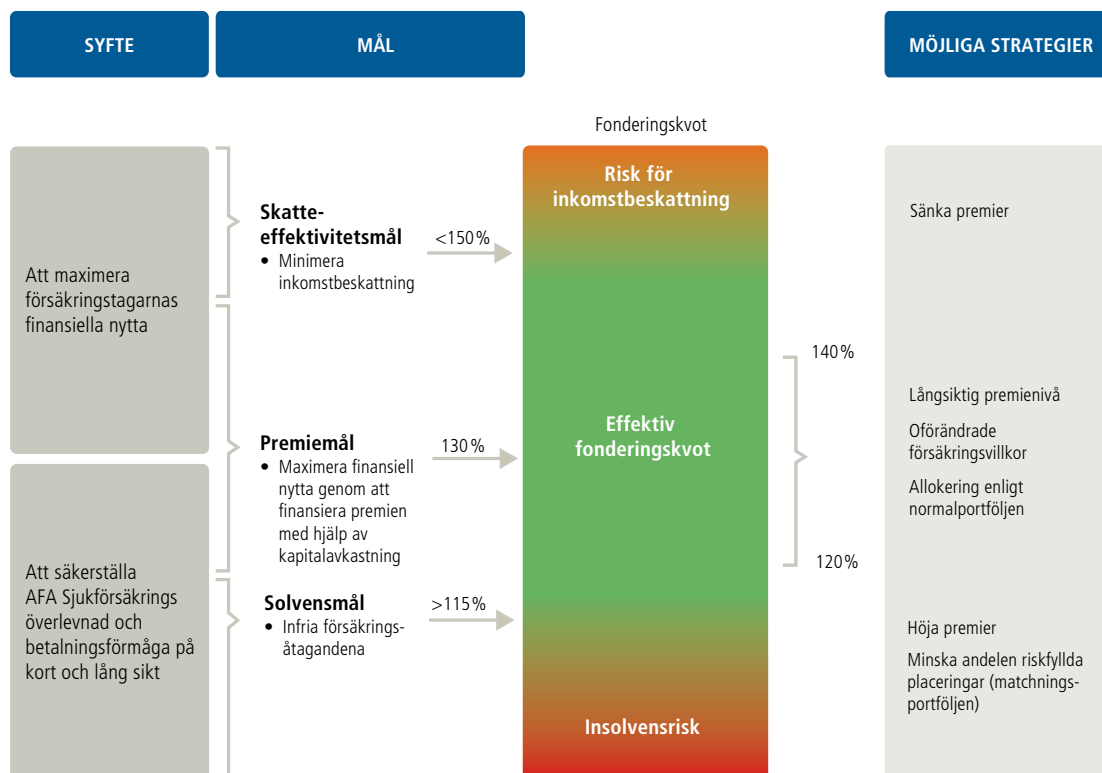 SYFTE
MÅL
MÖJLIGA STRATEGIER
Att maximera
försäkringstagarnas
finansiella nytta
Att säkerställa
AFA Sjukförsäkrings
överlevnad och
betalningsförmåga på
kort och lång sikt
Skatte-
effektivitetsmål
• Minimera
inkomstbeskattning
<150%
Premiemål
• Maximera finansiell
nytta genom att
finansiera premien
med hjälp av
kapitalavkastning
130%
Solvensmål
• Infria försäkrings-
åtagandena
>115%
Fonderingskvot
Risk för
inkomstbeskattning
Effektiv
fonderingskvot
Insolvensrisk
140%
120%
Sänka premier
Långsiktig premienivå
Oförändrade
försäkringsvillkor
Allokering enligt
normalportföljen
Höja premier
Minska andelen riskfyllda
placeringar (matchnings-
portföljen)